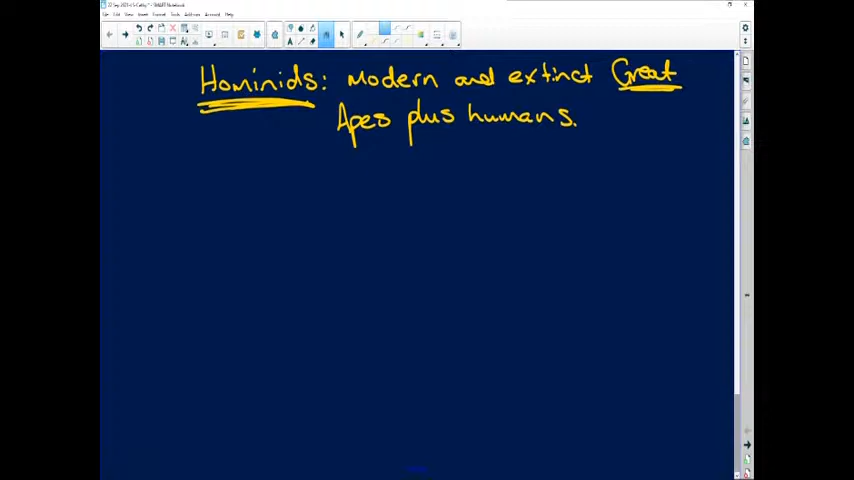 Hominids: Modern and extinct Great
Apes plus humans.